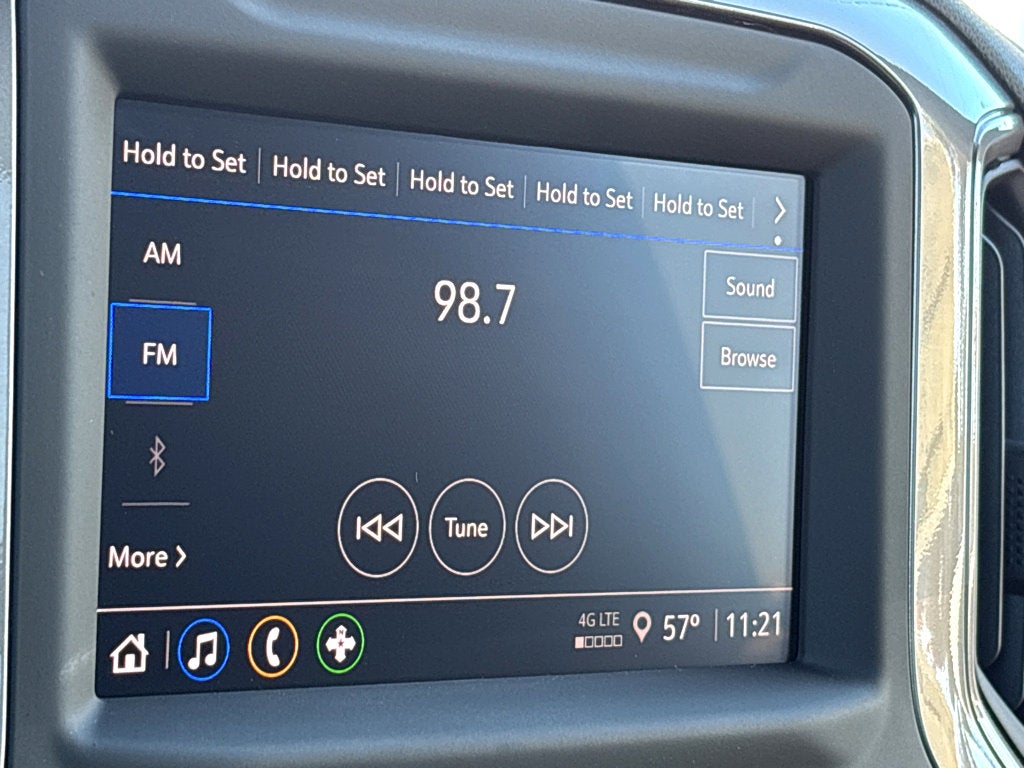 Hold to Set Hold to Set Hold to Set Hold to Set Hold to Set
AM
98.7
Sound
FM
Browse
Tune
More
4G LTE
57° 11:21